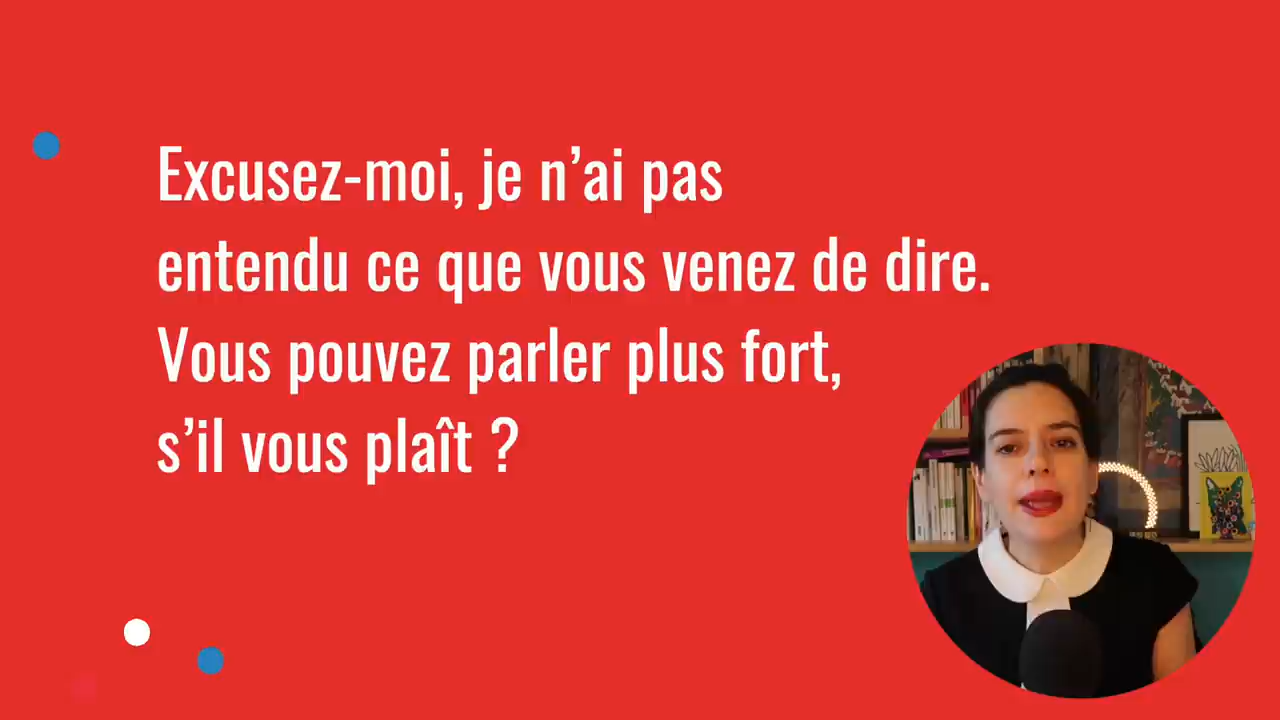 Excusez-moi, je n’ai pas
entendu ce que vous venez de dire.
Vous pouvez parler plus fort,
s’il vous plaît ?